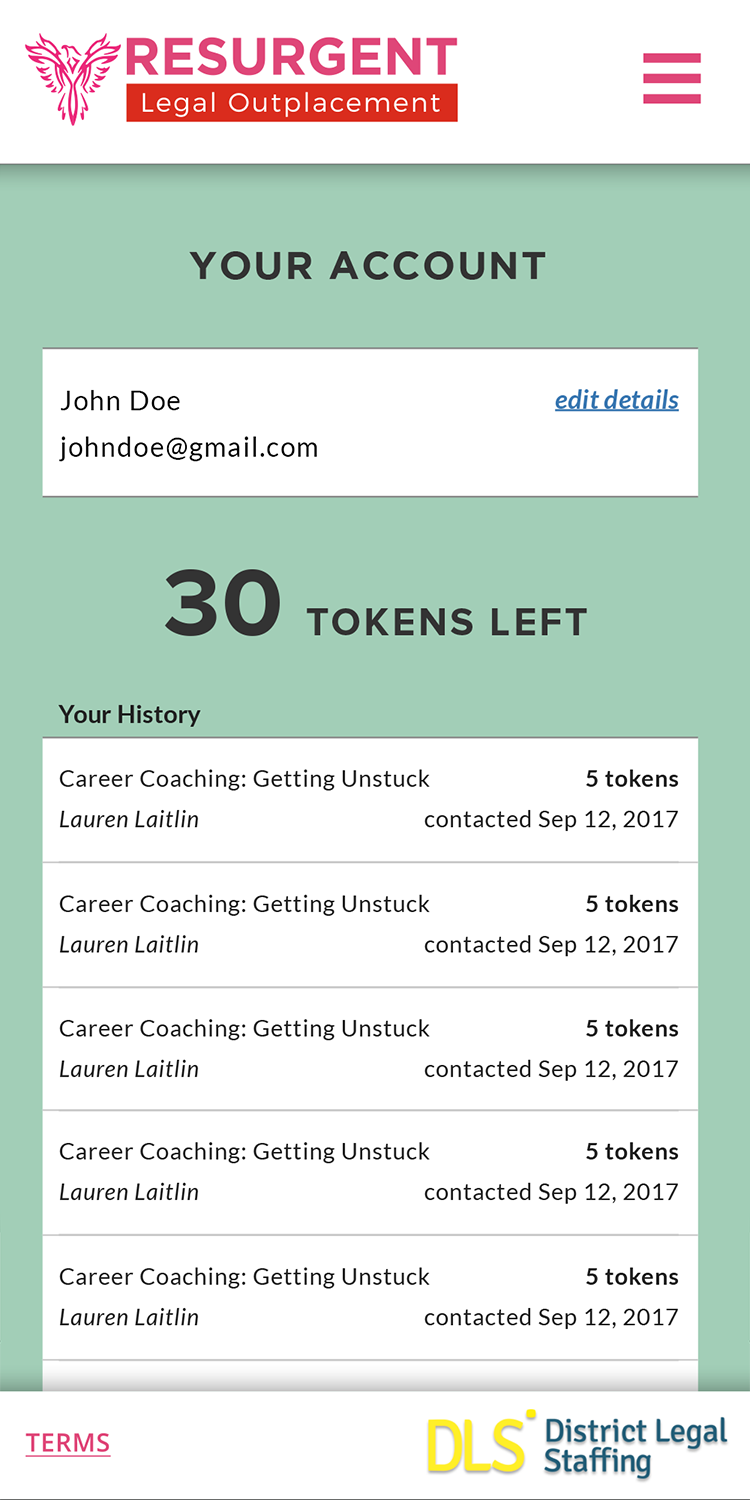 RESURGENT
Legal Outplacement
YOUR ACCOUNT
John Doe
edit details
johndoe@gmail.com
30 TOKENS LEFT
Your History
Career Coaching: Getting Unstuck 5 tokens
Lauren Laitlin contacted Sep 12, 2017
Career Coaching: Getting Unstuck 5 tokens
Lauren Laitlin contacted Sep 12, 2017
Career Coaching: Getting Unstuck 5 tokens
Lauren Laitlin contacted Sep 12, 2017
Career Coaching: Getting Unstuck 5 tokens
Lauren Laitlin contacted Sep 12, 2017
Career Coaching: Getting Unstuck 5 tokens
Lauren Laitlin contacted Sep 12, 2017
TERMS
DLS
District Legal
Staffing